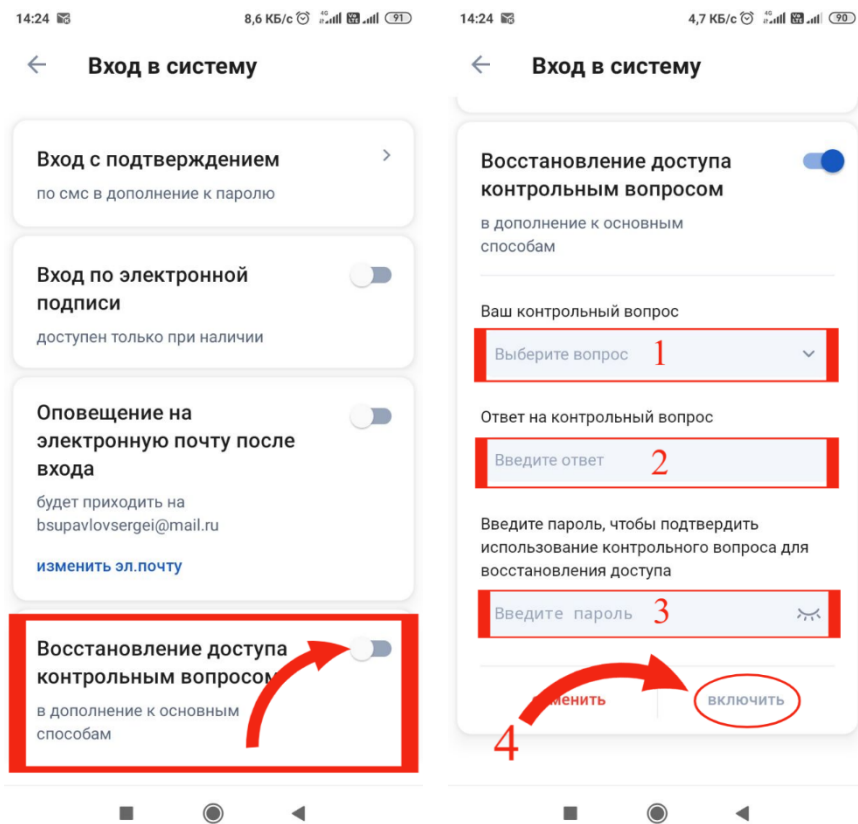 14:24
8,6 КБ/с
4G
91
Вход в систему
Вход с подтверждением
по смс в дополнение к паролю
Вход по электронной
подписи
доступен только при наличии
Оповещение на
электронную почту после
входа
будет приходить на
bsupavlovsergei@mail.ru
изменить эл.почту
Восстановление доступа
контрольным вопросом
в дополнение к основным
способам
14:24
4,7 КБ/с
4G
90
Вход в систему
Восстановление доступа
контрольным вопросом
в дополнение к основным
способам
Ваш контрольный вопрос
Выберите вопрос 1
Ответ на контрольный вопрос
Введите ответ 2
Введите пароль, чтобы подтвердить
использование контрольного вопроса для
восстановления доступа
Введите пароль 3
включить
4